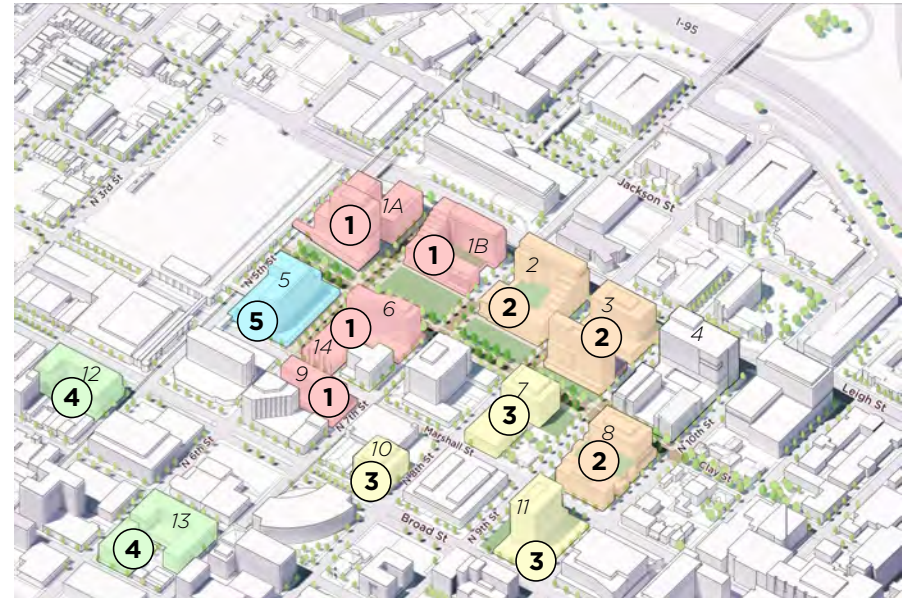 I-95
N 3rd St
Jackson St
1A
1
1B
1
N 5th St
5
2
6
2
3
5
1
2
4
14
9
12
1
7
Leigh St
4
N 7th St
3
Marshall St
8
N 10th St
N 6th St
10
2
Clay St
3
N 8th St
11
13
Broad St
N 9th St
4
3